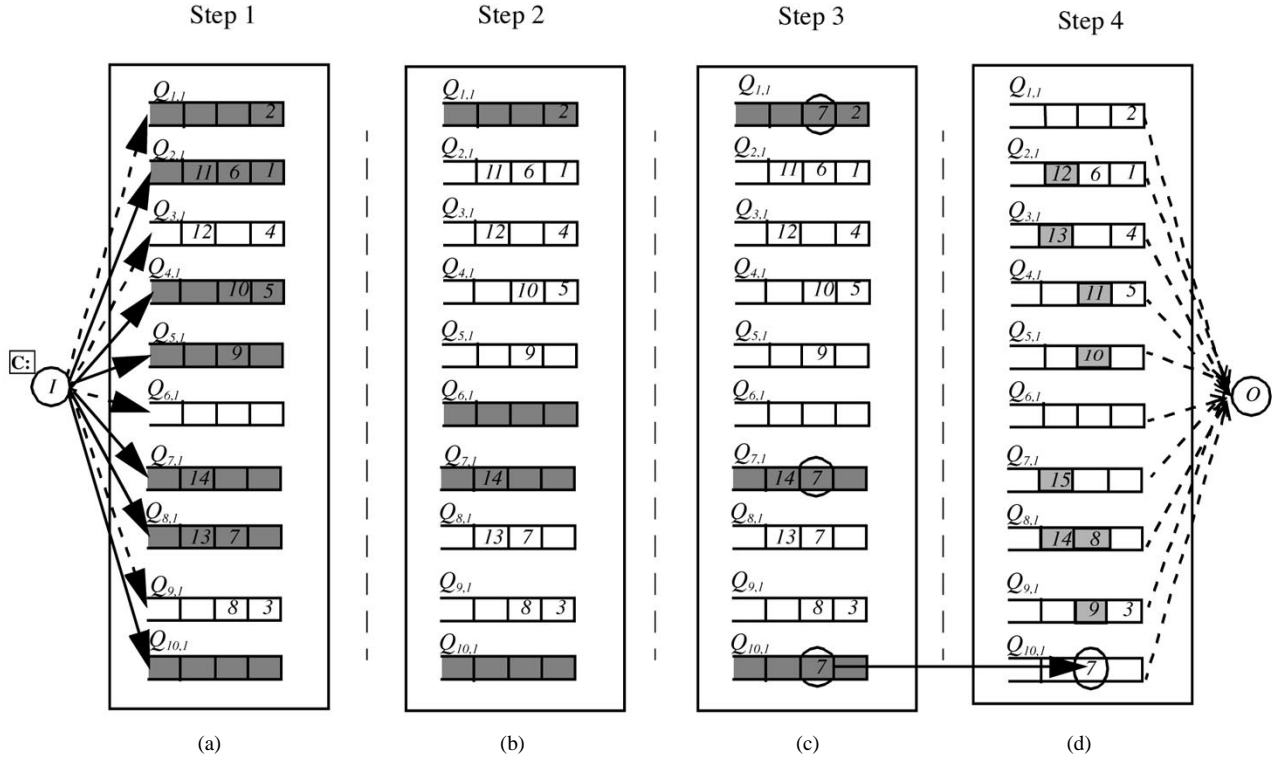 Step 1 Step 2 Step 3 Step 4
Q1,1 Q1,1 Q1,1 Q1,1
2 2 7 2 2
Q2,1 Q2,1 Q2,1 Q2,1
11 6 1 11 6 1 11 6 1 12 6 1
Q3,1 Q3,1 Q3,1 Q3,1
12 4 12 4 12 4 13 4
Q4,1 Q4,1 Q4,1 Q4,1
10 5 10 5 10 5 11 5
Q5,1 Q5,1 Q5,1 Q5,1
9 9 9 10
C:
I O
Q6,1 Q6,1 Q6,1 Q6,1
Q7,1 Q7,1 Q7,1 Q7,1
14 14 14 7 15
Q8,1 Q8,1 Q8,1 Q8,1
13 7 13 7 13 7 14 8
Q9,1 Q9,1 Q9,1 Q9,1
8 3 8 3 8 3 9 3
Q10,1 Q10,1 Q10,1 Q10,1
7 7
(a) (b) (c) (d)